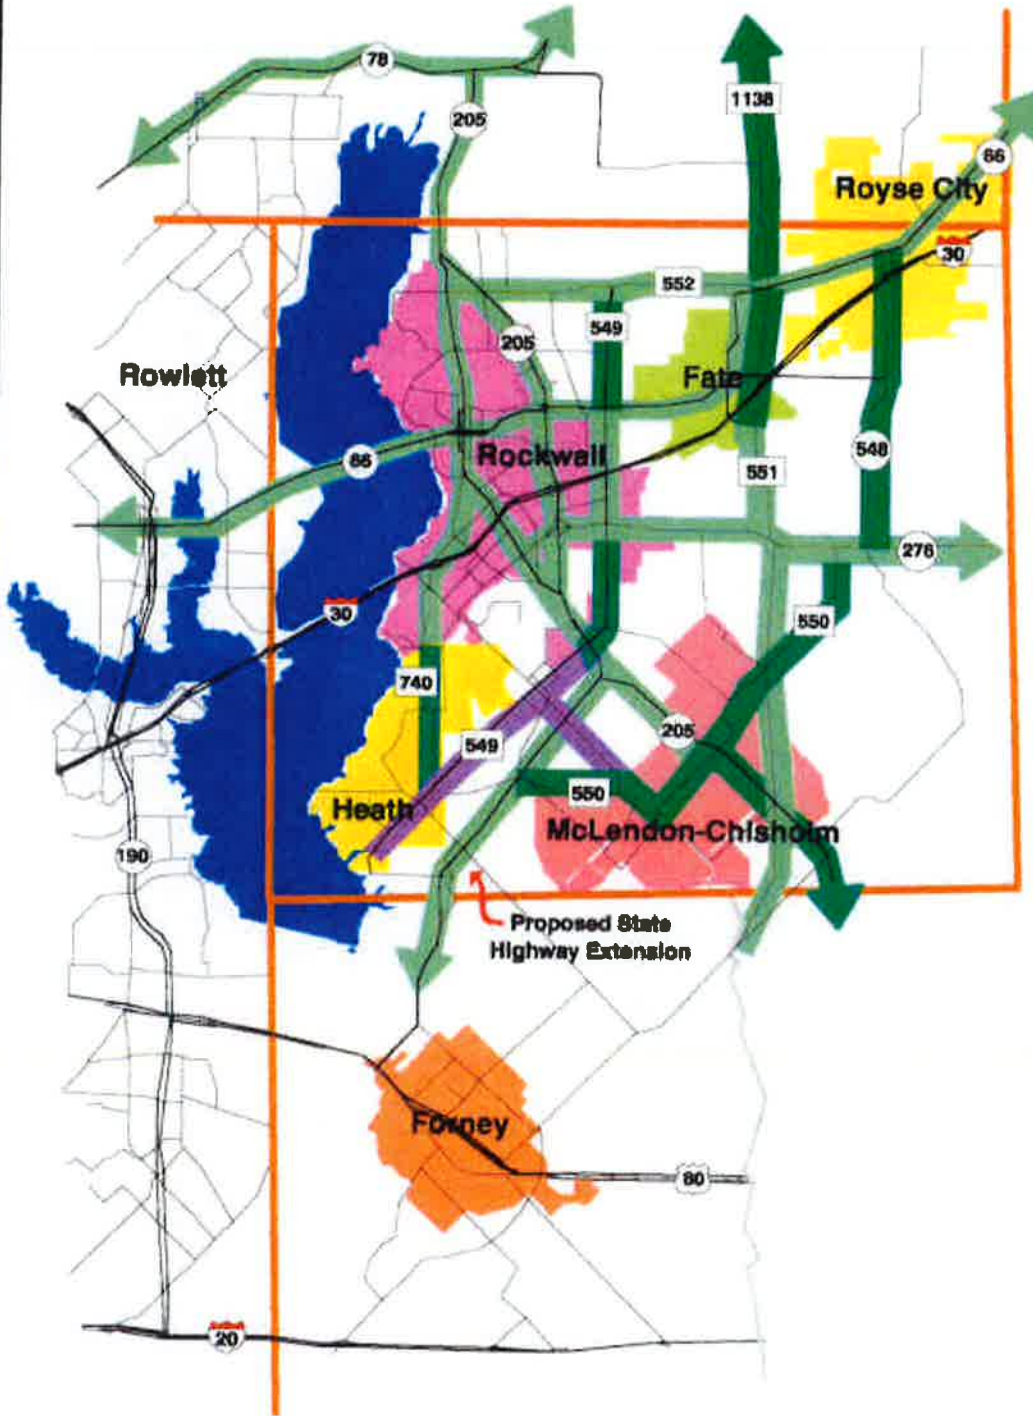 78
1138
205
66
Royse City
30
552
549
205
Rowlett
Fate
548
Rockwall
66
551
276
30
550
740
205
549
550
Heath
McLendon-Chisholm
190
Proposed State
Highway Extension
Forney
80
20